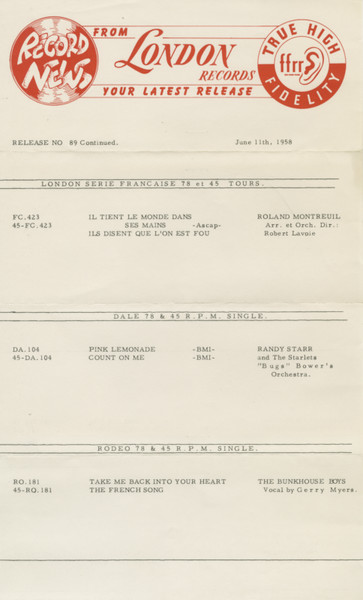 RECORD NEWS
FROM
LONDON
RECORDS
YOUR LATEST RELEASE
TRUE HIGH FIDELITY
ffrr
RELEASE NO 89 Continued. June 11th, 1958
LONDON SERIE FRANCAISE 78 et 45 TOURS.
FC.423 IL TIENT LE MONDE DANS ROLAND MONTREUIL
45-FC.423 SES MAINS -Ascap- Arr. et Orch. Dir:
ILS DISENT QUE L'ON EST FOU Robert Lavoie
DALE 78 & 45 R.P.M. SINGLE.
DA.104 PINK LEMONADE -BMI- RANDY STARR
45-DA.104 COUNT ON ME -BMI- and The Starlets
"Bugs" Bower's
Orchestra.
RODEO 78 & 45 R.P.M. SINGLE.
RO.181 TAKE ME BACK INTO YOUR HEART THE BUNKHOUSE BOYS
45-RO.181 THE FRENCH SONG Vocal by Gerry Myers.